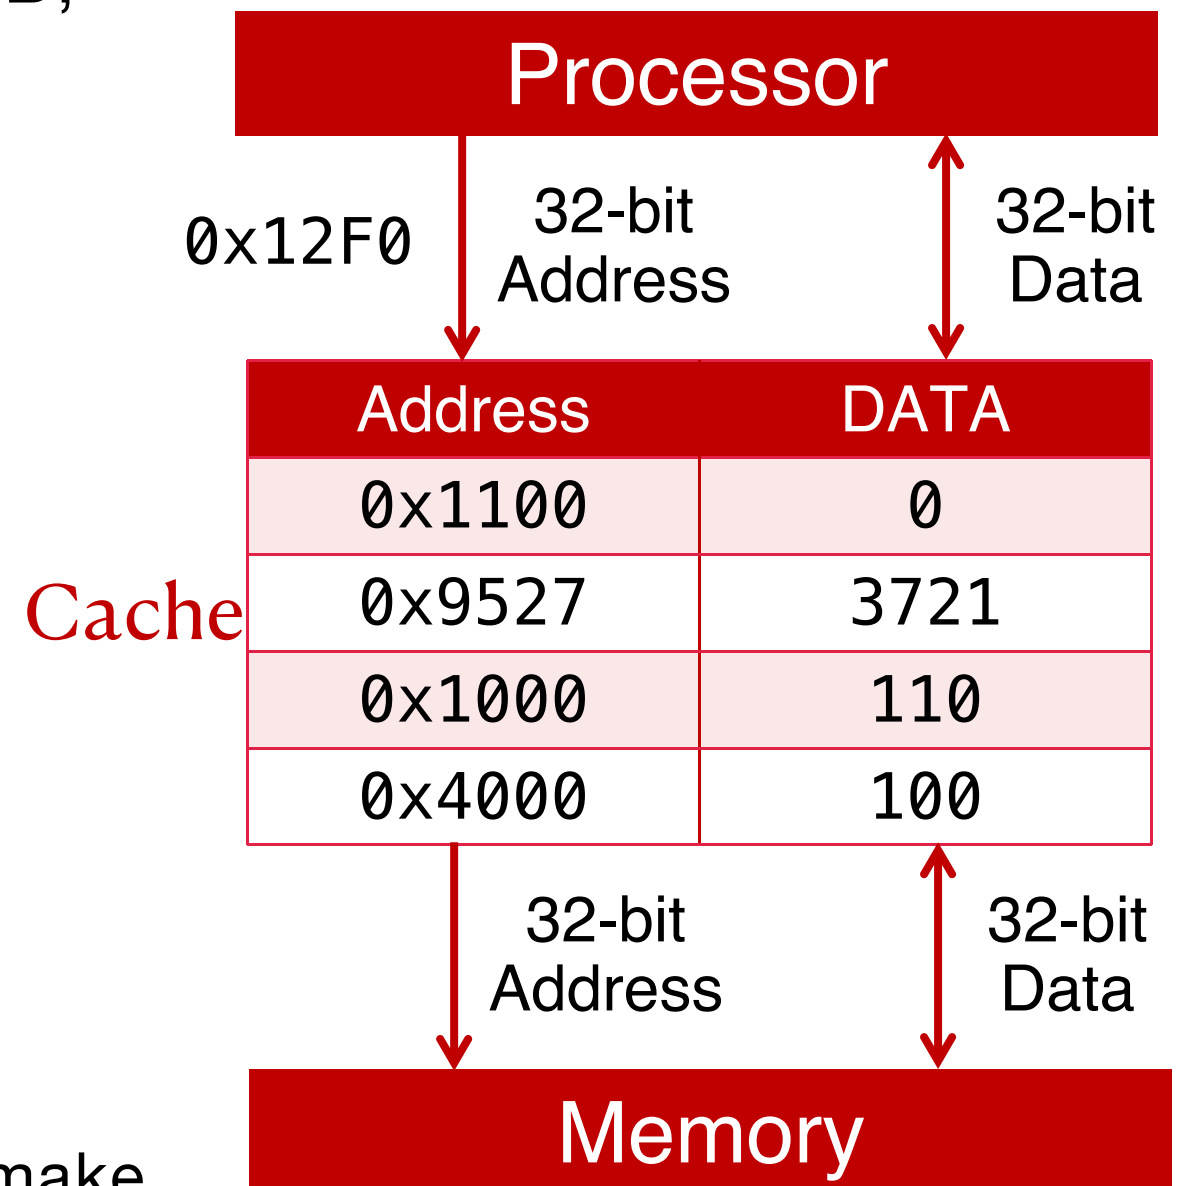 Processor
0x12F0
32-bit
Address
32-bit
Data
Address DATA
0x1100 0
0x9527 3721
0x1000 110
0x4000 100
Cache
32-bit
Address
32-bit
Data
Memory
make